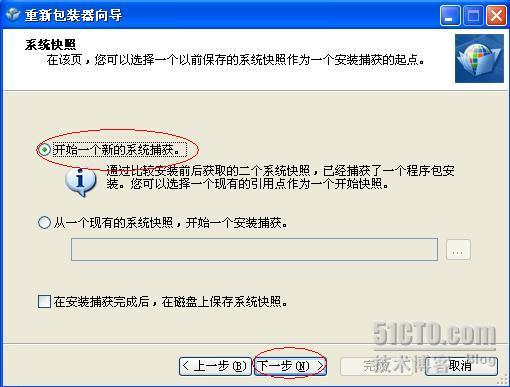 重新包装器向导
系统快照
在该页，您可以选择一个以前保存的系统快照作为一个安装捕获的起点。
开始一个新的系统捕获。
通过比较安装前后获取的二个系统快照，已经捕获了一个程序包安
装。您可以选择一个现有的引用点作为一个开始快照。
从一个现有的系统快照，开始一个安装捕获。
...
在安装捕获完成后，在磁盘上保存系统快照。
51CTO.com
技术博客 Blog
< 上一步(B) 下一步(N) > 完 取消